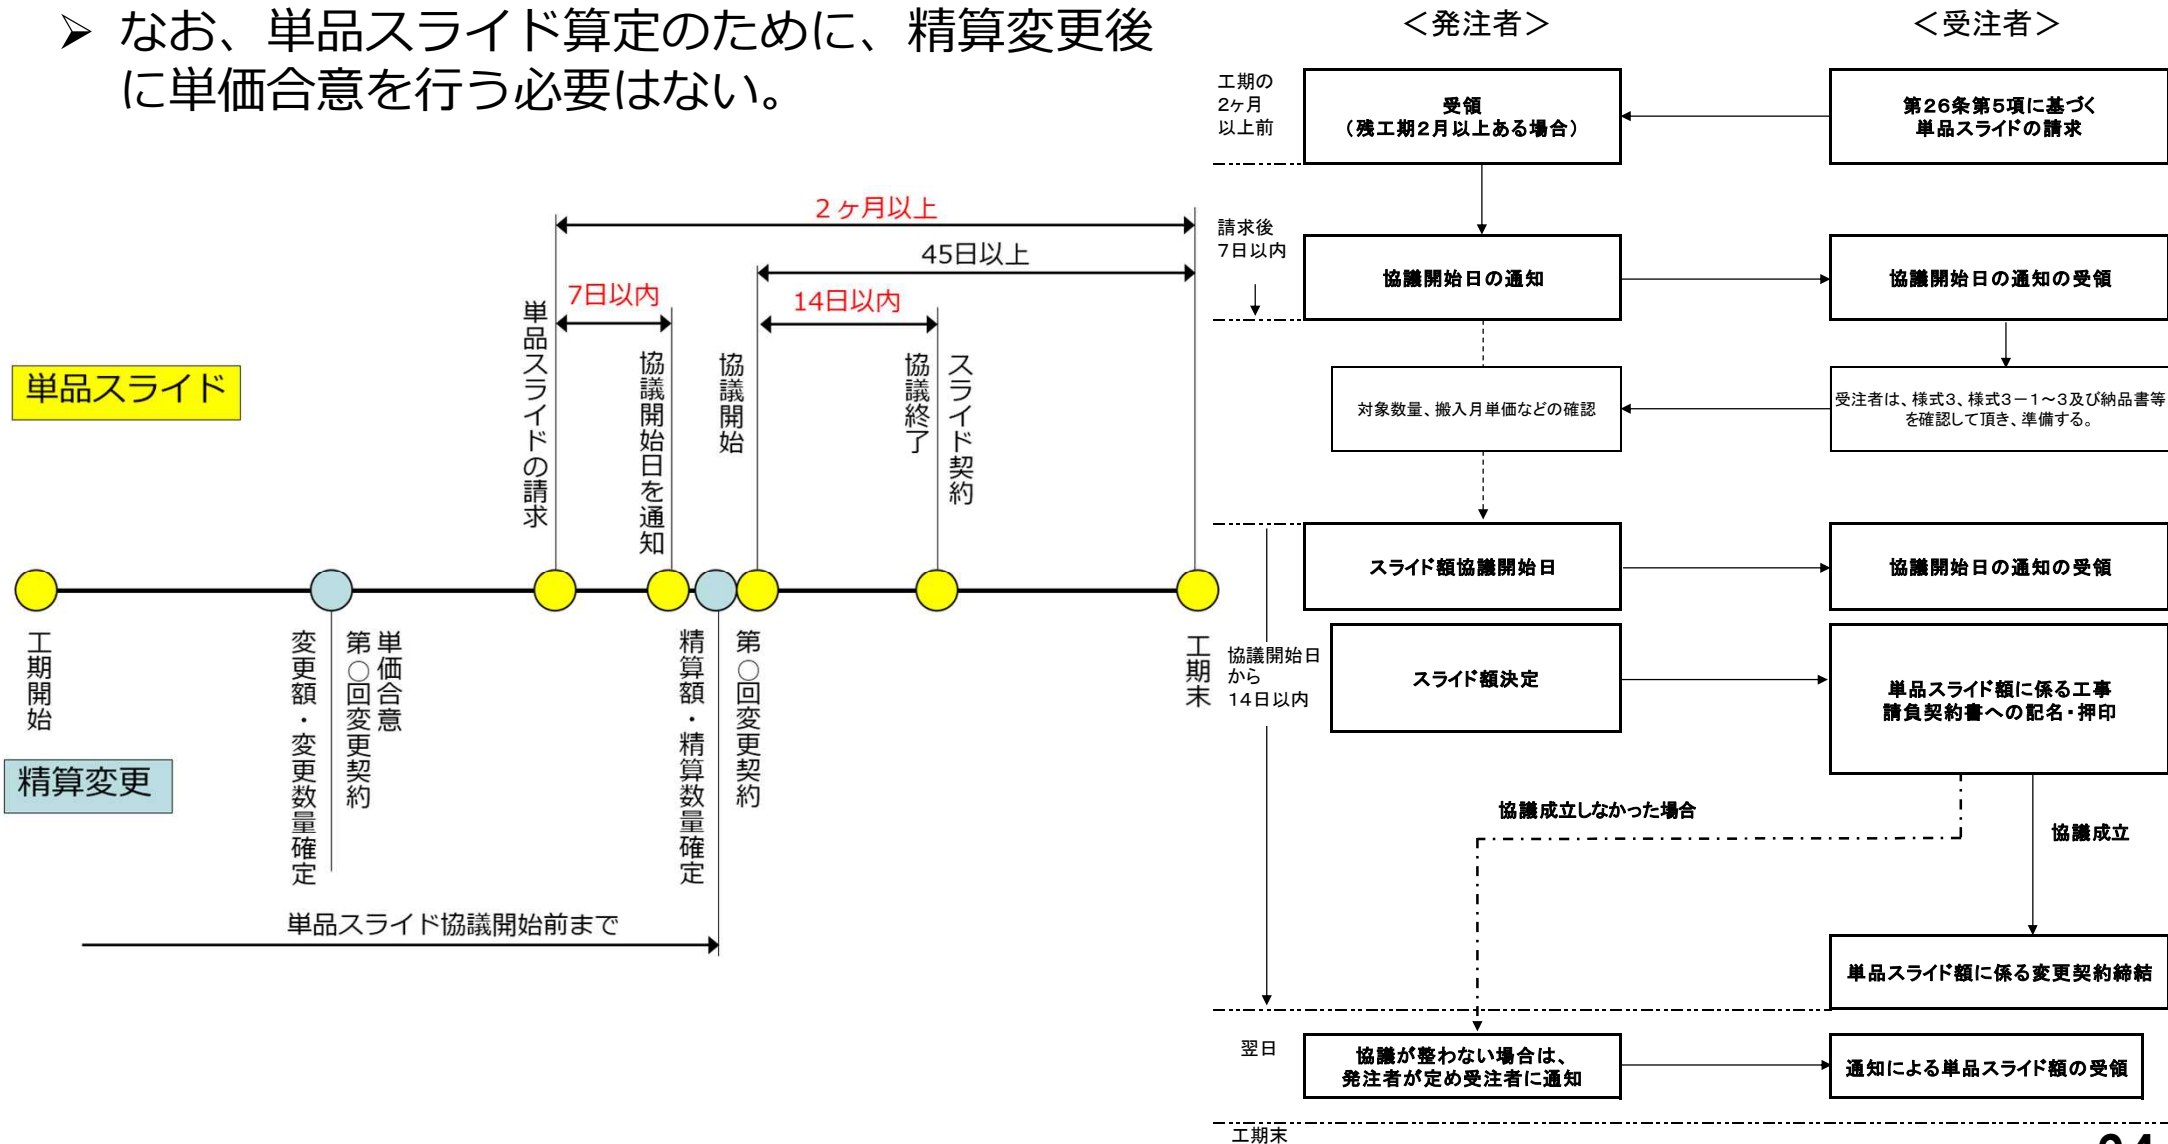 ➢ なお、単品スライド算定のために、精算変更後
に単価合意を行う必要はない。
2ヶ月以上
45日以上
7日以内
14日以内
単品スライドの請求
協議開始日を通知
協議開始
協議終了
スライド契約
単品スライド
工期開始
変更額・変更数量確定
第○回変更契約
単価合意
精算額・精算数量確定
第○回変更契約
工期末
精算変更
単品スライド協議開始前まで
＜発注者＞
＜受注者＞
工期の
2ヶ月
以上前
受領
（残工期2月以上ある場合）
第26条第5項に基づく
単品スライドの請求
請求後
7日以内
協議開始日の通知
協議開始日の通知の受領
対象数量、搬入月単価などの確認
受注者は、様式3、様式3－1～3及び納品書等
を確認して頂き、準備する。
スライド額協議開始日
協議開始日の通知の受領
協議開始日
から
14日以内
スライド額決定
単品スライド額に係る工事
請負契約書への記名・押印
協議成立しなかった場合
協議成立
単品スライド額に係る変更契約締結
翌日
協議が整わない場合は、
発注者が定め受注者に通知
通知による単品スライド額の受領
工期末